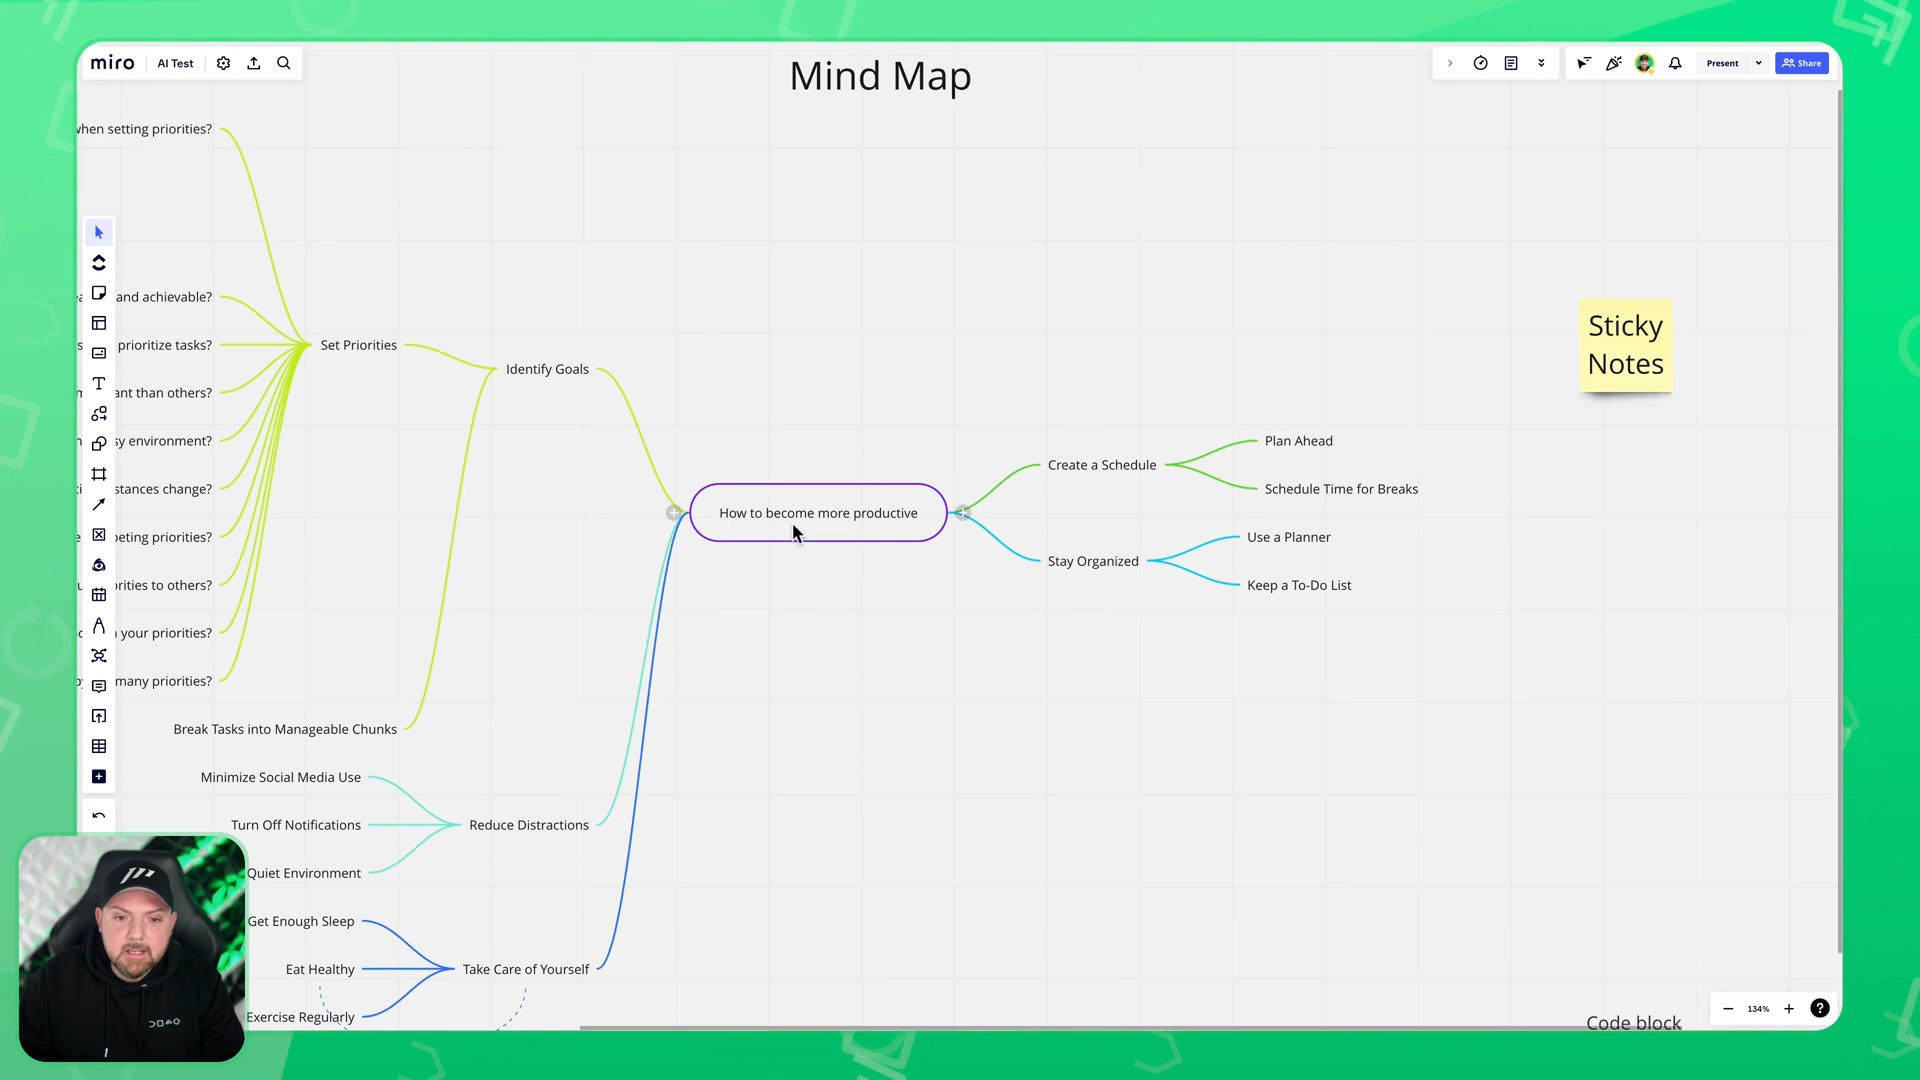 miro
AI Test
Present
Share
Mind Map
when setting priorities?
and achievable?
prioritize tasks?
ant than others?
sy environment?
stances change?
peting priorities?
orities to others?
your priorities?
many priorities?
Set Priorities
Identify Goals
Break Tasks into Manageable Chunks
Minimize Social Media Use
Turn Off Notifications
Quiet Environment
Reduce Distractions
Get Enough Sleep
Eat Healthy
Exercise Regularly
Take Care of Yourself
How to become more productive
Create a Schedule
Plan Ahead
Schedule Time for Breaks
Stay Organized
Use a Planner
Keep a To-Do List
Sticky
Notes
Code block
134%